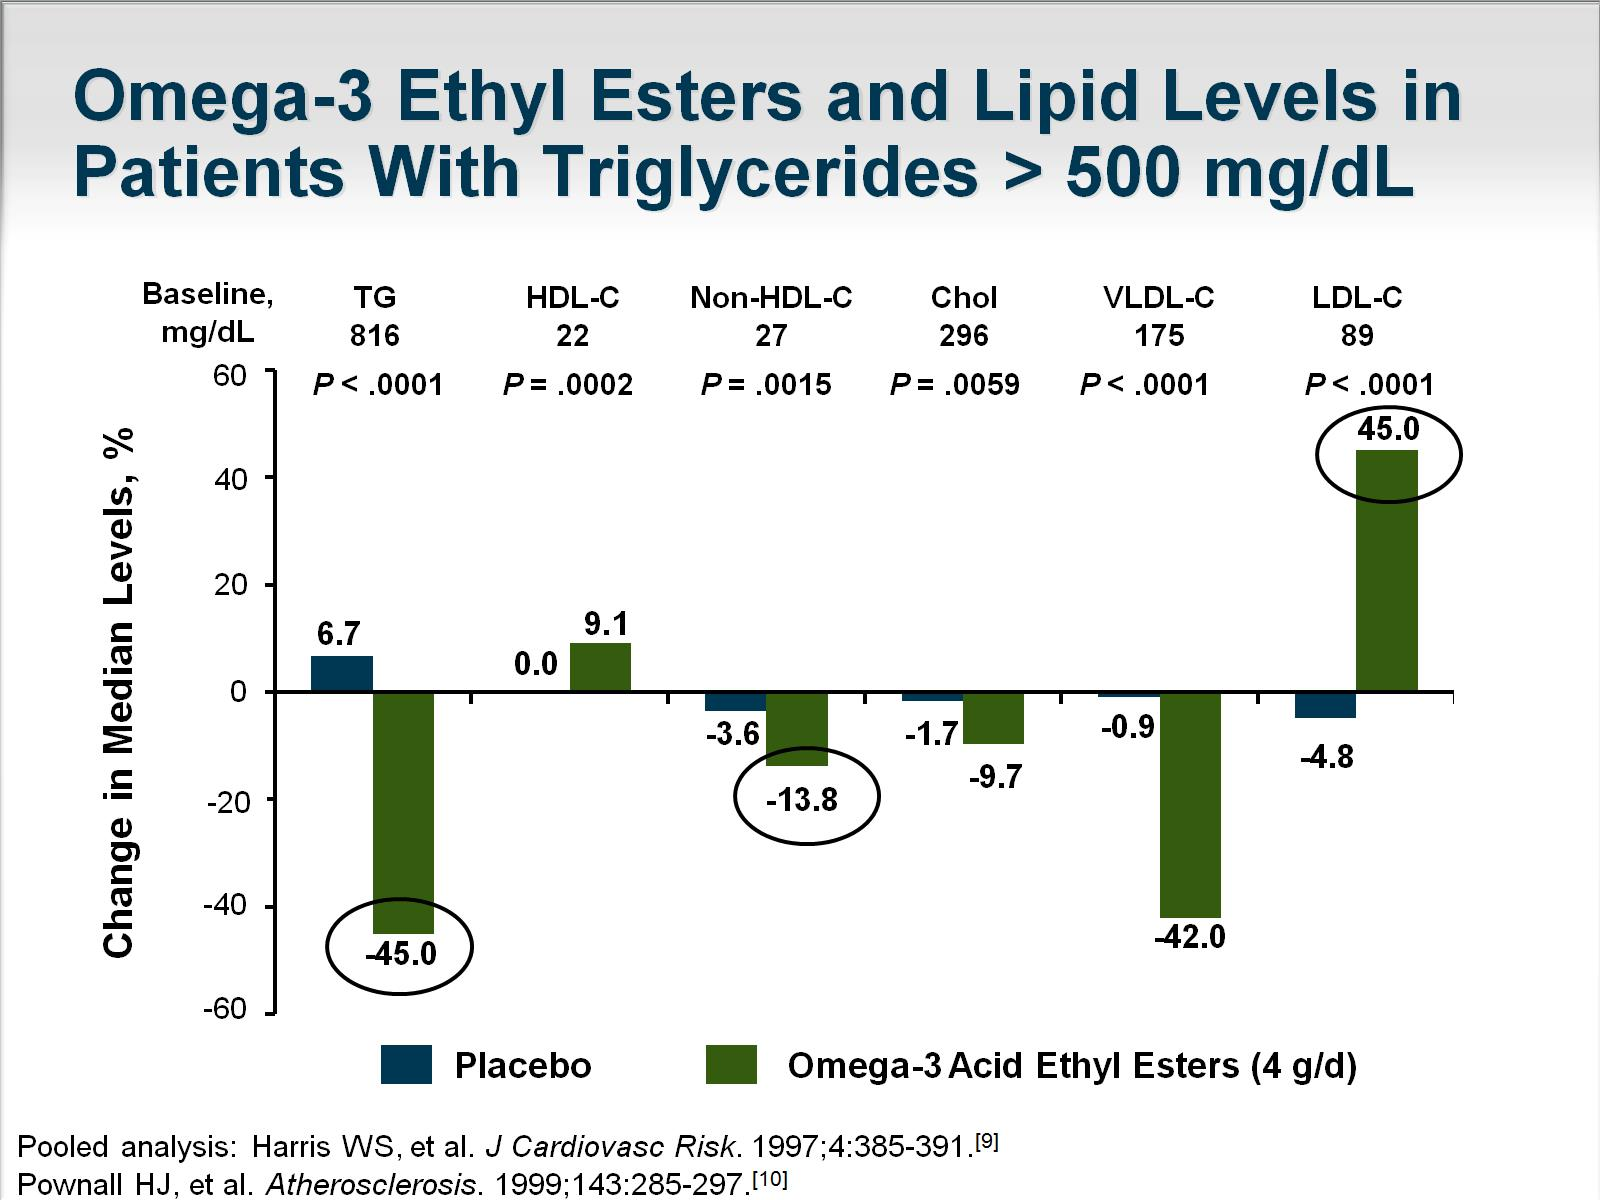 Omega-3 Ethyl Esters and Lipid Levels in
Patients With Triglycerides > 500 mg/dL
Baseline, mg/dL
TG 816
HDL-C 22
Non-HDL-C 27
Chol 296
VLDL-C 175
LDL-C 89
P < .0001
P = .0002
P = .0015
P = .0059
P < .0001
P < .0001
Change in Median Levels, %
60
40
20
0
-20
-40
-60
6.7
-45.0
0.0
9.1
-3.6
-13.8
-1.7
-9.7
-0.9
-42.0
-4.8
45.0
Placebo
Omega-3 Acid Ethyl Esters (4 g/d)
Pooled analysis: Harris WS, et al. J Cardiovasc Risk. 1997;4:385-391.[9]
Pownall HJ, et al. Atherosclerosis. 1999;143:285-297.[10]